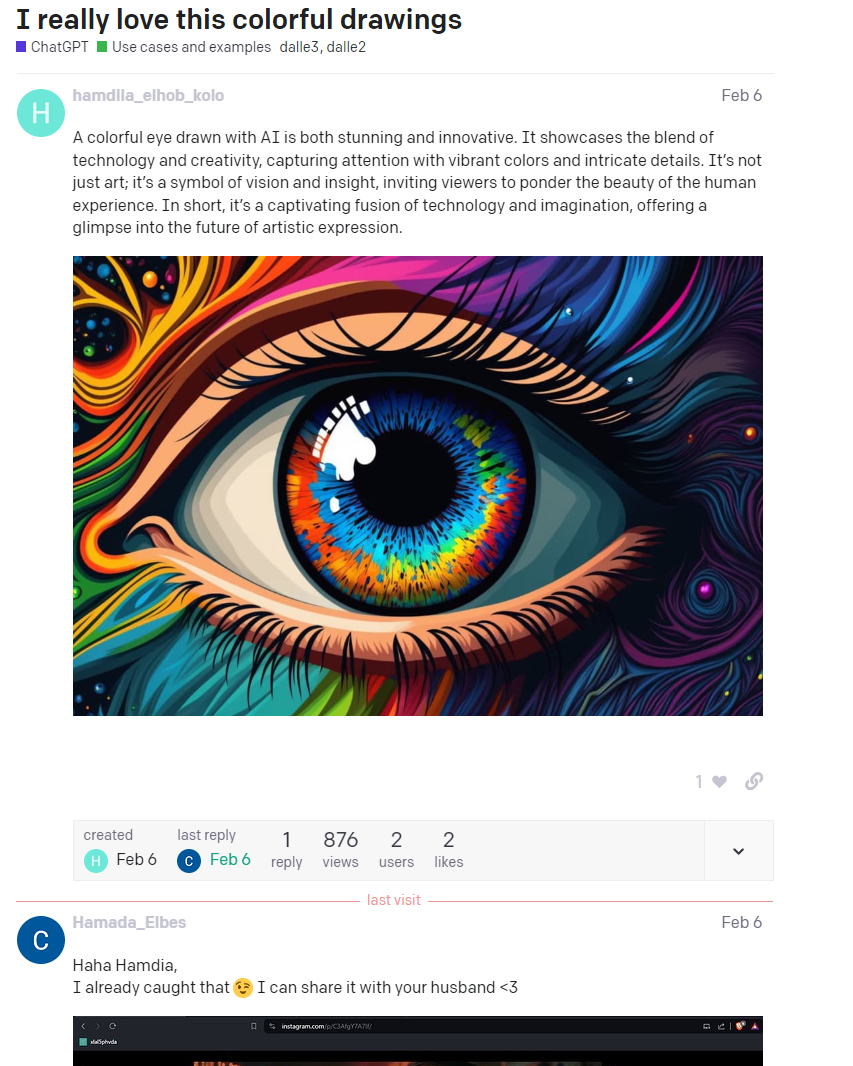 I really love this colorful drawings
ChatGPT Use cases and examples dalle3, dalle2
H
hamdiia_elhob_kolo Feb 6
A colorful eye drawn with AI is both stunning and innovative. It showcases the blend of
technology and creativity, capturing attention with vibrant colors and intricate details. It’s not
just art; it’s a symbol of vision and insight, inviting viewers to ponder the beauty of the human
experience. In short, it’s a captivating fusion of technology and imagination, offering a
glimpse into the future of artistic expression.
1
created last reply 1 876 2 2
H Feb 6 C Feb 6 reply views users likes
last visit
C
Hamada_Elbes Feb 6
Haha Hamdia,
I already caught that 😉 I can share it with your husband <3
instagram.com/p/C3AfgY7A7lf/